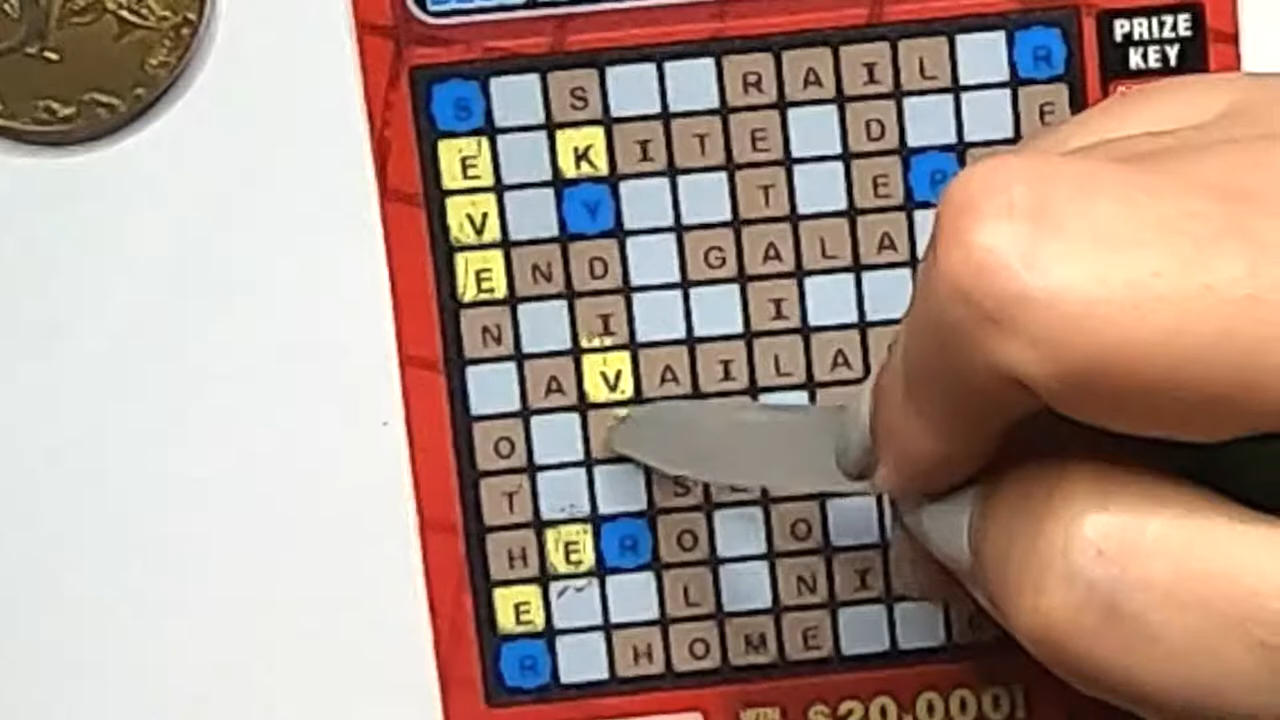 PRIZE
KEY
S S R A I L R
E K I T E D E
V Y T E
E N D G A L A
N I I
A V A I L A
O
T S
H E R O O
E L N I
R H O M E
$20,000!